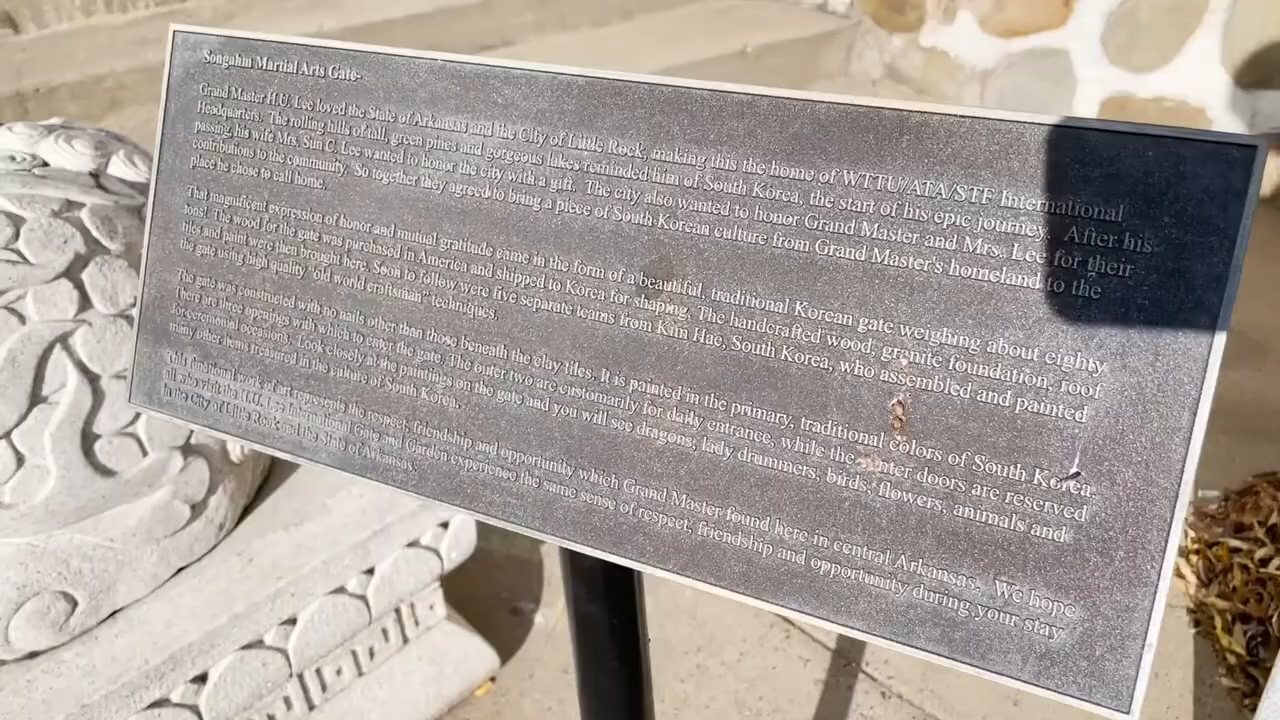 Songahm Martial Arts Gate-
Grand Master H.U. Lee loved the State of Arkansas and the City of Little Rock, making this the home of WTTU/ATA/STF International
Headquarters. The rolling hills of tall, green pines and gorgeous lakes reminded him of South Korea, the start of his epic journey. After his
passing, his wife Mrs. Sun C. Lee wanted to honor the city with a gift. The city also wanted to honor Grand Master and Mrs. Lee for their
contributions to the community. So together they agreed to bring a piece of South Korean culture from Grand Master's homeland to the
place he chose to call home.
That magnificent expression of honor and mutual gratitude came in the form of a beautiful, traditional Korean gate weighing about eighty
tons! The wood for the gate was purchased in America and shipped to Korea for shaping. The handcrafted wood, granite foundation, roof
tiles and paint were then brought here. Soon to follow were five separate teams from Kim Hae, South Korea, who assembled and painted
the gate using high quality "old world craftsman" techniques.
The gate was constructed with no nails other than those beneath the clay tiles. It is painted in the primary, traditional colors of South Korea.
There are three openings with which to enter the gate. The outer two are customarily for daily entrance, while the center doors are reserved
for ceremonial occasions. Look closely at the paintings on the gate and you will see dragons, lady drummers, birds, flowers, animals and
many other items treasured in the culture of South Korea.
This functional work of art represents the respect, friendship and opportunity which Grand Master found here in central Arkansas. We hope
all who visit the H.U. Lee International Gate and Garden experience the same sense of respect, friendship and opportunity during your stay
in the City of Little Rock and the State of Arkansas.